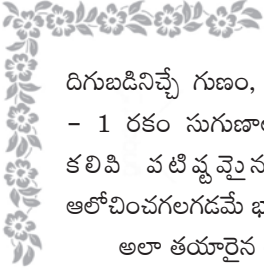 దిగుబడినిచ్చే గుణం,
- 1 రకం సుగుణాల
కలిపి వటిష్టమైన
ఆలోచించగలగడమే భ
అలా తయారైన